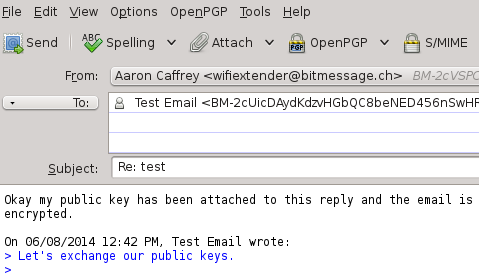 File Edit View Options OpenPGP Tools Help
Send ABC Spelling Attach PGP OpenPGP S/MIME
From: Aaron Caffrey <wifiextender@bitmessage.ch> BM-2cVSPC
To: Test Email <BM-2cUicDAydKdzvHGbQC8beNED456nSwHF
Subject: Re: test
Okay my public key has been attached to this reply and the email is
encrypted.
On 06/08/2014 12:42 PM, Test Email wrote:
> Let's exchange our public keys.
>